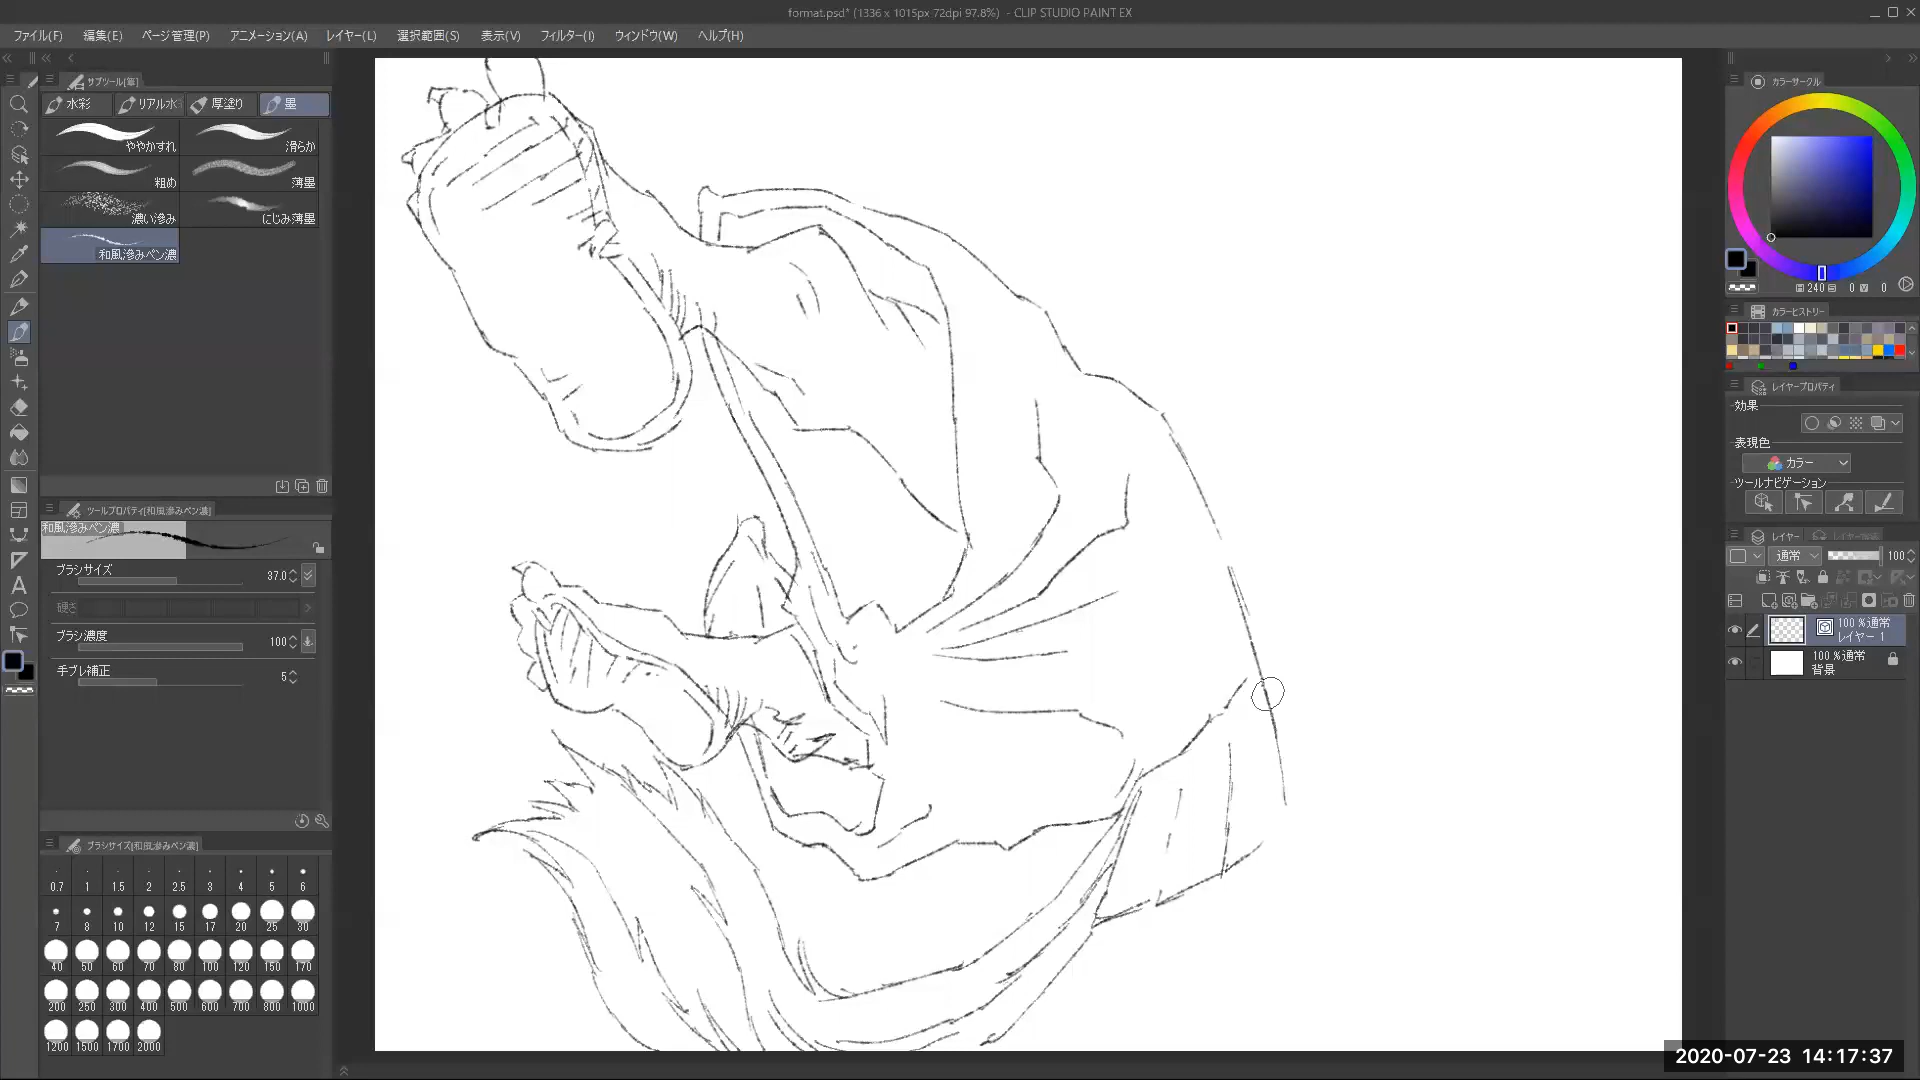 format.psd* (1336 x 1015px 72dpi 97.8%) - CLIP STUDIO PAINT EX
ファイル(F) 編集(E) ページ管理(P) アニメーション(A) レイヤー(L) 選択範囲(S) 表示(V) フィルター(I) ウィンドウ(W) ヘルプ(H)
サブツール[筆]
水彩 リアル水 厚塗り 墨
ややかすれ 滑らか
粗め 薄墨
濃い滲み にじみ薄墨
和風滲みペン濃
ツールプロパティ[和風滲みペン濃]
和風滲みペン濃
ブラシサイズ 37.0
硬さ
ブラシ濃度 100
手ブレ補正 5
ブラシサイズ[和風滲みペン濃]
0.7 1 1.5 2 2.5 3 4 5 6
7 8 10 12 15 17 20 25 30
40 50 60 70 80 100 120 150 170
200 250 300 400 500 600 700 800 1000
1200 1500 1700 2000
カラーサークル
240 0 0
カラーヒストリー
レイヤープロパティ
効果
表現色
カラー
ツールナビゲーション
レイヤー
通常 100
100 %通常
レイヤー 1
100 %通常
背景
2020-07-23 14:17:37